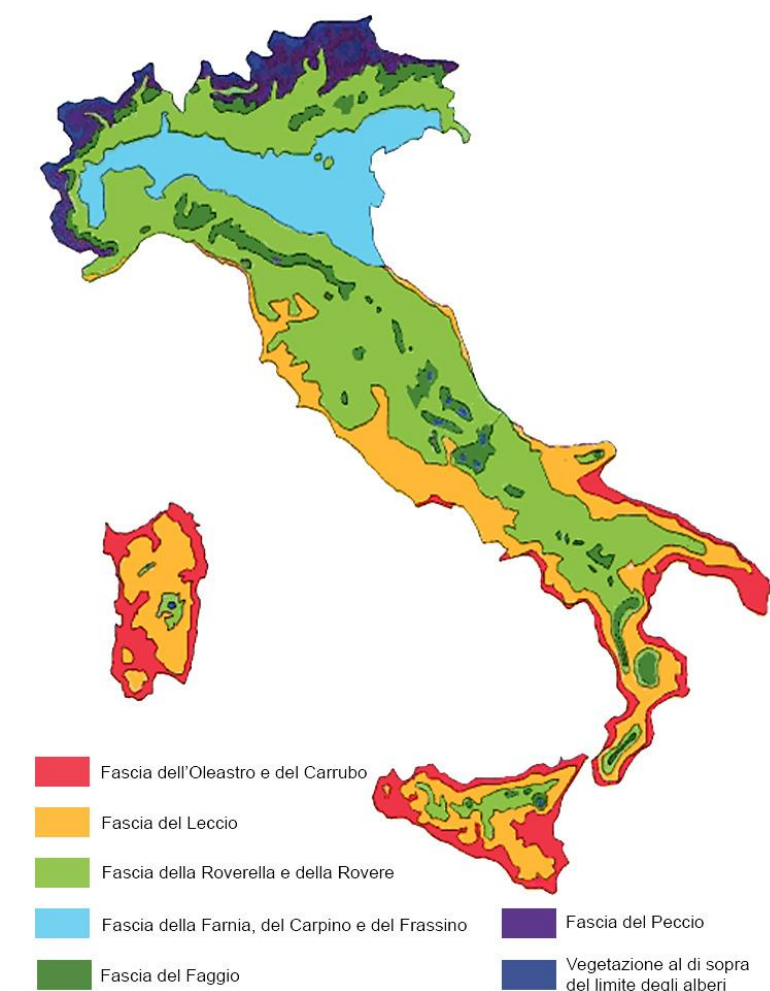 Fascia dell'Oleastro e del Carrubo
Fascia del Leccio
Fascia della Roverella e della Rovere
Fascia della Farnia, del Carpino e del Frassino
Fascia del Faggio
Fascia del Peccio
Vegetazione al di sopra
del limite degli alberi